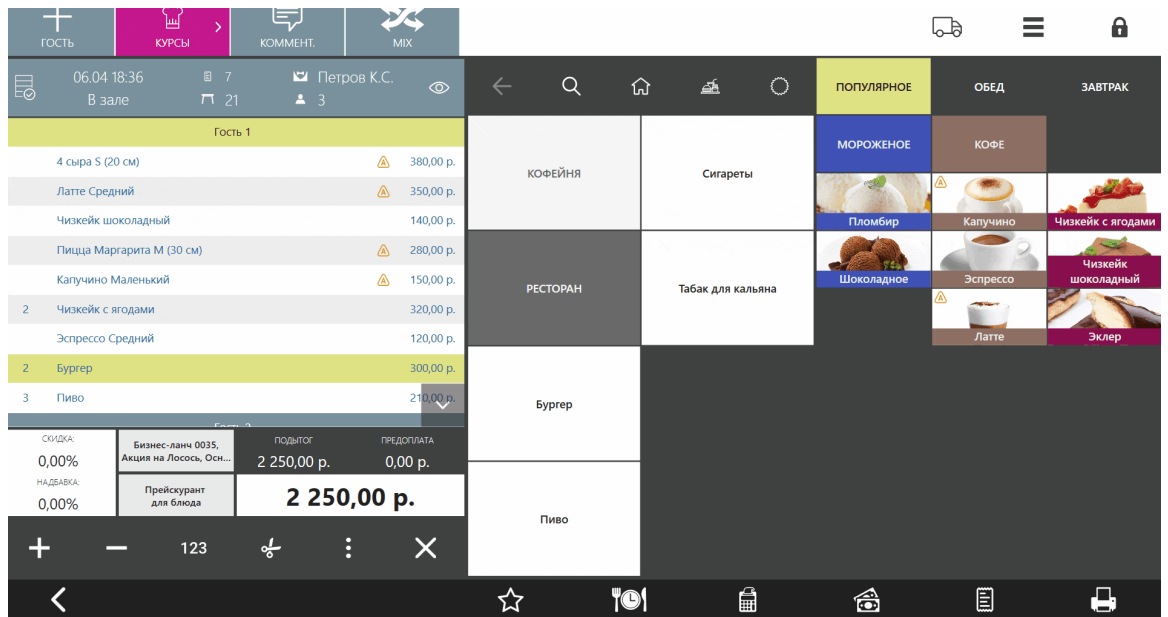 ГОСТЬ
КУРСЫ
КОММЕНТ.
MIX
06.04 18:36
7
Петров К.С.
В зале
21
3
Гость 1
4 сыра S (20 см) 380,00 р.
Латте Средний 350,00 р.
Чизкейк шоколадный 140,00 р.
Пицца Маргарита М (30 см) 280,00 р.
Капучино Маленький 150,00 р.
2 Чизкейк с ягодами 320,00 р.
Эспрессо Средний 120,00 р.
2 Бургер 300,00 р.
3 Пиво 210,00 р.
СКИДКА:
0,00%
НАДБАВКА:
0,00%
Бизнес-ланч 0035,
Акция на Лосось, Осн...
Прейскурант
для блюда
ПОДЫТОГ
2 250,00 р.
ПРЕДОПЛАТА
0,00 р.
2 250,00 р.
123
КОФЕЙНЯ
Сигареты
РЕСТОРАН
Табак для кальяна
Бургер
Пиво
ПОПУЛЯРНОЕ
ОБЕД
ЗАВТРАК
МОРОЖЕНОЕ
КОФЕ
Пломбир
Капучино
Чизкейк с ягодами
Шоколадное
Эспрессо
Чизкейк
шоколадный
Латте
Эклер